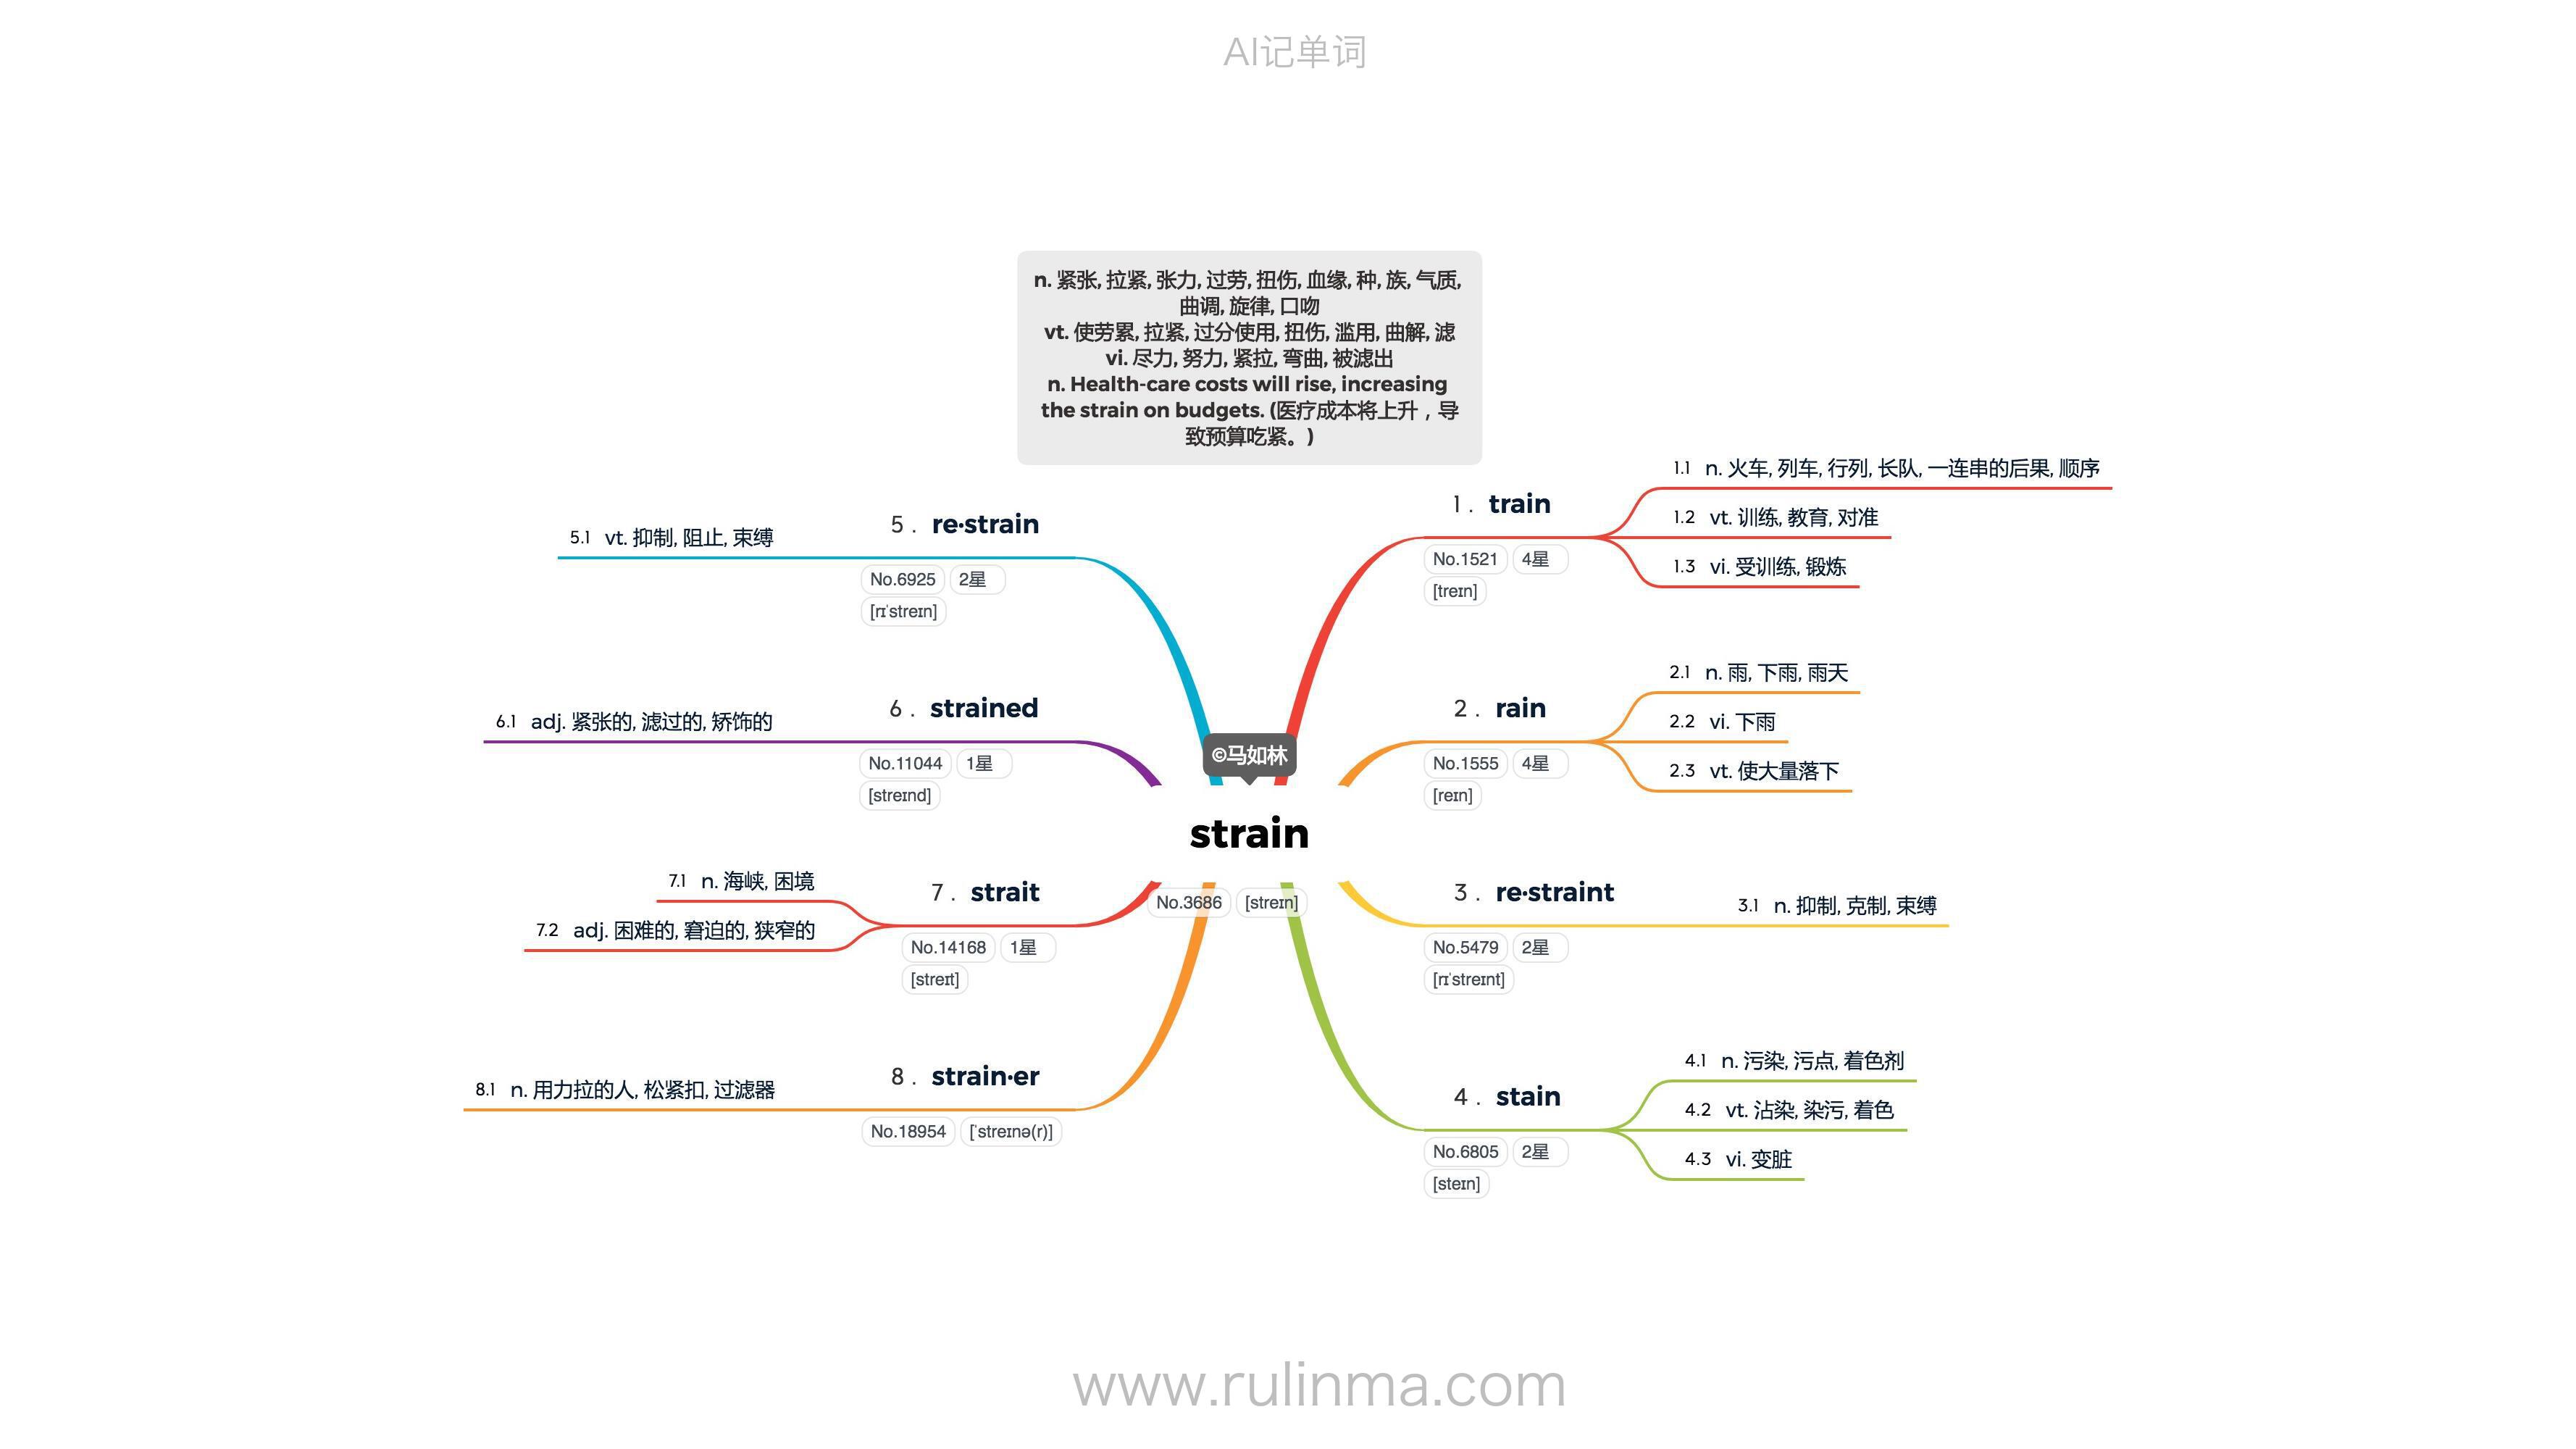 AI记单词
n. 紧张, 拉紧, 张力, 过劳, 扭伤, 血缘, 种, 族, 气质,
曲调, 旋律, 口吻
vt. 使劳累, 拉紧, 过分使用, 扭伤, 滥用, 曲解, 滤
vi. 尽力, 努力, 紧拉, 弯曲, 被滤出
n. Health-care costs will rise, increasing
the strain on budgets. (医疗成本将上升，导
致预算吃紧。)
©马如林
strain
No.3686 [streɪn]
1 . train
No.1521 4星
[treɪn]
1.1 n. 火车, 列车, 行列, 长队, 一连串的后果, 顺序
1.2 vt. 训练, 教育, 对准
1.3 vi. 受训练, 锻炼
2 . rain
No.1555 4星
[reɪn]
2.1 n. 雨, 下雨, 雨天
2.2 vi. 下雨
2.3 vt. 使大量落下
3 . re·straint
No.5479 2星
[rɪˈstreɪnt]
3.1 n. 抑制, 克制, 束缚
4 . stain
No.6805 2星
[steɪn]
4.1 n. 污染, 污点, 着色剂
4.2 vt. 沾染, 染污, 着色
4.3 vi. 变脏
5 . re·strain
No.6925 2星
[rɪˈstreɪn]
5.1 vt. 抑制, 阻止, 束缚
6 . strained
No.11044 1星
[streɪnd]
6.1 adj. 紧张的, 滤过的, 矫饰的
7 . strait
No.14168 1星
[streɪt]
7.1 n. 海峡, 困境
7.2 adj. 困难的, 窘迫的, 狭窄的
8 . strain·er
No.18954 [ˈstreɪnə(r)]
8.1 n. 用力拉的人, 松紧扣, 过滤器
www.rulinma.com